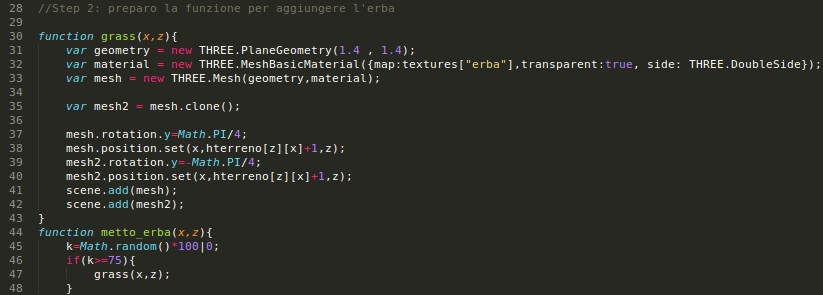 28 //Step 2: preparo la funzione per aggiungere l'erba
29
30 function grass(x,z){
31 var geometry = new THREE.PlaneGeometry(1.4 , 1.4);
32 var material = new THREE.MeshBasicMaterial({map:textures["erba"],transparent:true, side: THREE.DoubleSide});
33 var mesh = new THREE.Mesh(geometry,material);
34
35 var mesh2 = mesh.clone();
36
37 mesh.rotation.y=Math.PI/4;
38 mesh.position.set(x,hterreno[z][x]+1,z);
39 mesh2.rotation.y=-Math.PI/4;
40 mesh2.position.set(x,hterreno[z][x]+1,z);
41 scene.add(mesh);
42 scene.add(mesh2);
43 }
44 function metto_erba(x,z){
45 k=Math.random()*100|0;
46 if(k>=75){
47 grass(x,z);
48 }